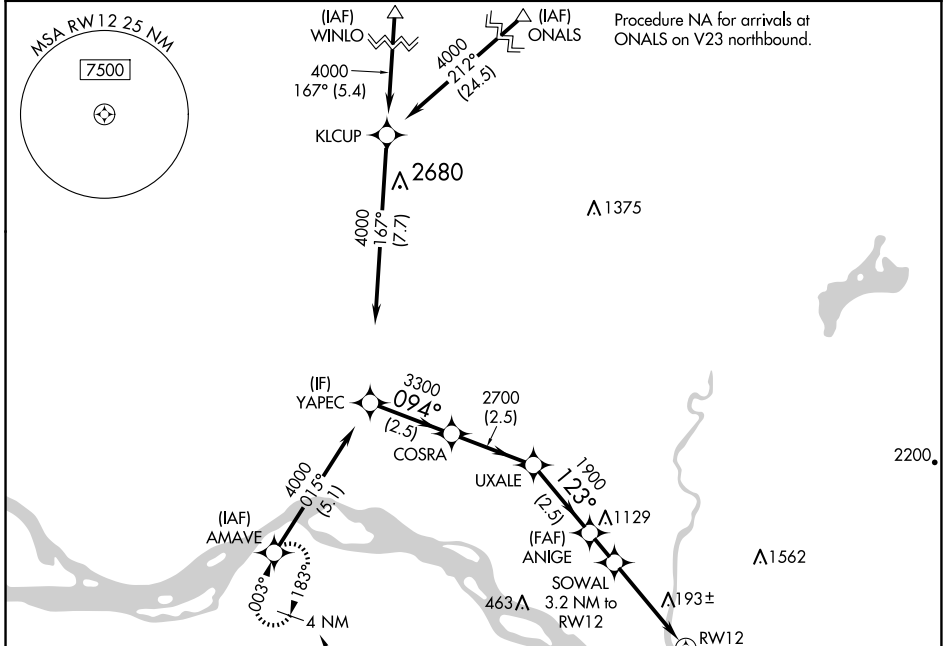 MSA RW12 25 NM
7500
(IAF)
WINLO
(IAF)
ONALS
Procedure NA for arrivals at
ONALS on V23 northbound.
4000
167° (5.4)
4000
212°
(24.5)
KLCUP
2680
1375
4000
167°
(7.7)
(IF)
YAPEC
3300
094°
(2.5)
COSRA
2700
(2.5)
UXALE
1900
123°
(2.5)
2200
4000
015°
(5.1)
(IAF)
AMAVE
003°
183°
4 NM
1129
(FAF)
ANIGE
SOWAL
3.2 NM to
RW12
1562
463
193±
RW12